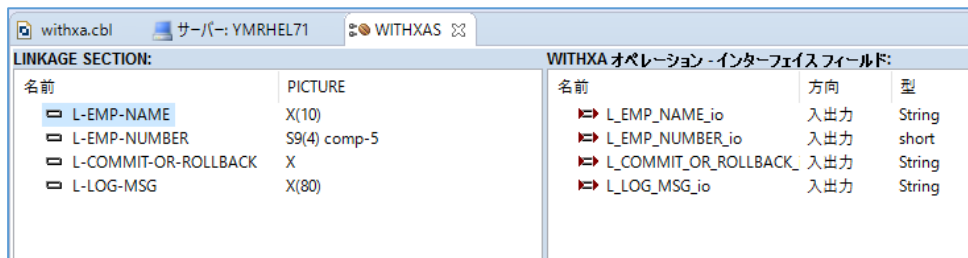 withxa.cbl サーバー: YMRHEL71 WITHXAS
LINKAGE SECTION: WITHXA オペレーション - インターフェイス フィールド:
名前 PICTURE 名前 方向 型
L-EMP-NAME X(10) L_EMP_NAME_io 入出力 String
L-EMP-NUMBER S9(4) comp-5 L_EMP_NUMBER_io 入出力 short
L-COMMIT-OR-ROLLBACK X L_COMMIT_OR_ROLLBACK_ 入出力 String
L-LOG-MSG X(80) L_LOG_MSG_io 入出力 String